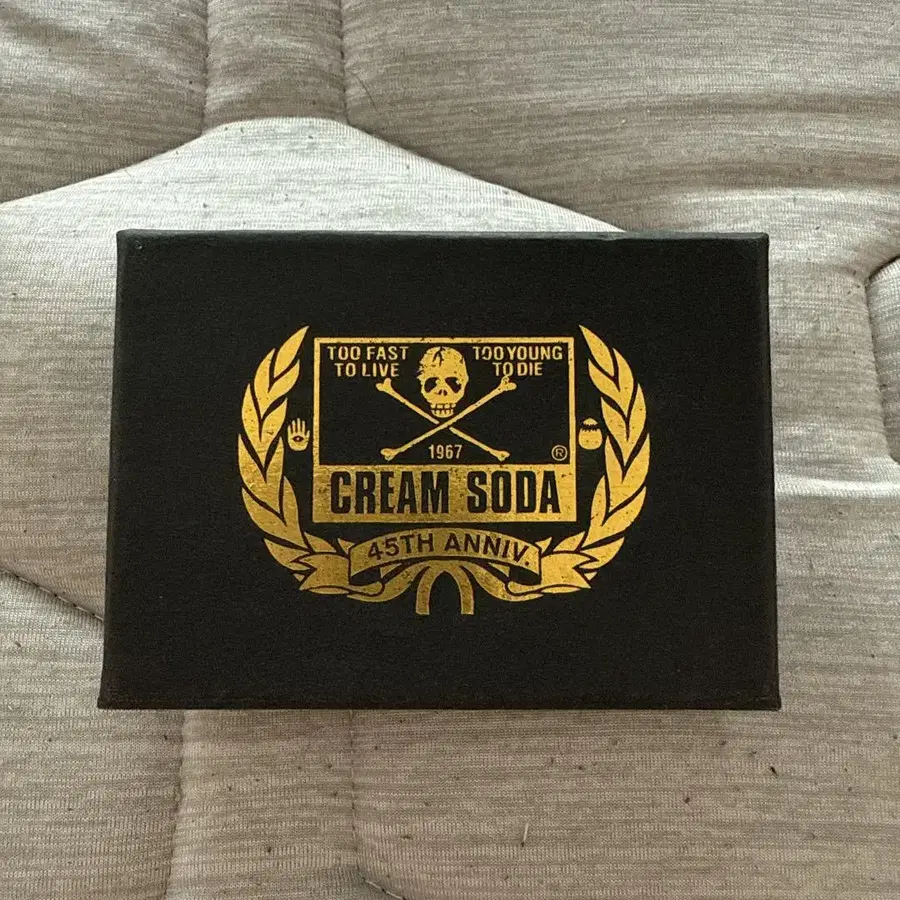 TOO FAST TOO YOUNG
TO LIVE TO DIE
1967
®
CREAM SODA
45TH ANNIV.